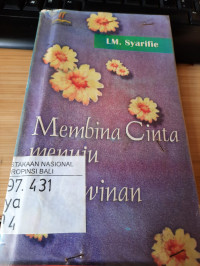 I.M. Syarifie
Membina Cinta
menuju
winan
TAKAAN NASIONAL
ROPINSI BALI
97.431
ya
4